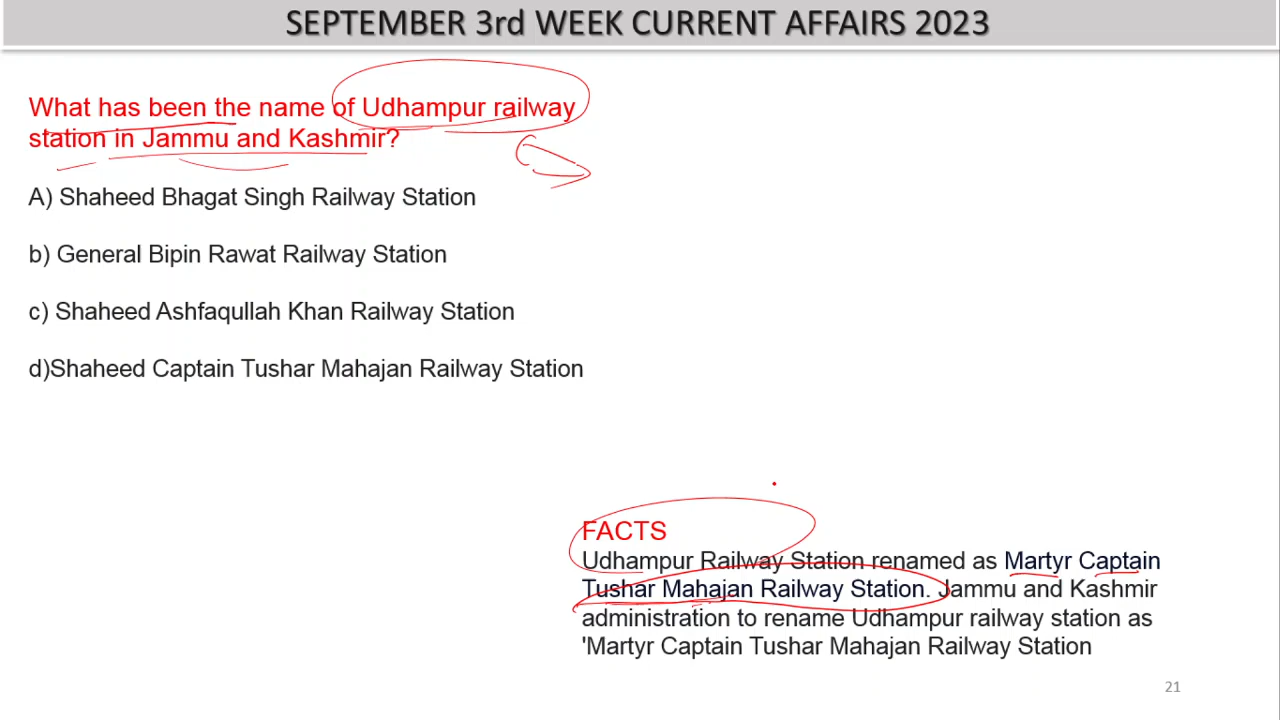 SEPTEMBER 3rd WEEK CURRENT AFFAIRS 2023
What has been the name of Udhampur railway
station in Jammu and Kashmir?
A) Shaheed Bhagat Singh Railway Station
b) General Bipin Rawat Railway Station
c) Shaheed Ashfaqullah Khan Railway Station
d)Shaheed Captain Tushar Mahajan Railway Station
FACTS
Udhampur Railway Station renamed as Martyr Captain
Tushar Mahajan Railway Station. Jammu and Kashmir
administration to rename Udhampur railway station as
'Martyr Captain Tushar Mahajan Railway Station
21